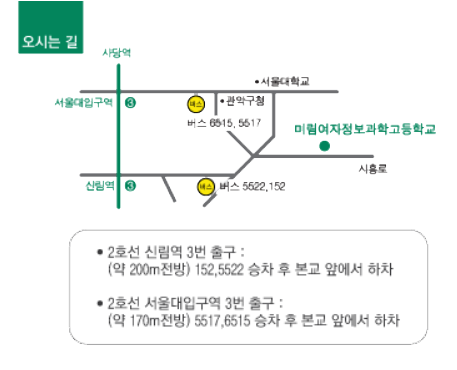 오시는 길
사당역
•서울대학교
서울대입구역 3
버스
•관악구청
버스 6515, 5517
미림여자정보과학고등학교
시흥로
신림역 3
버스
버스 5522,152
• 2호선 신림역 3번 출구 :
(약 200m전방) 152,5522 승차 후 본교 앞에서 하차
• 2호선 서울대입구역 3번 출구 :
(약 170m전방) 5517,6515 승차 후 본교 앞에서 하차